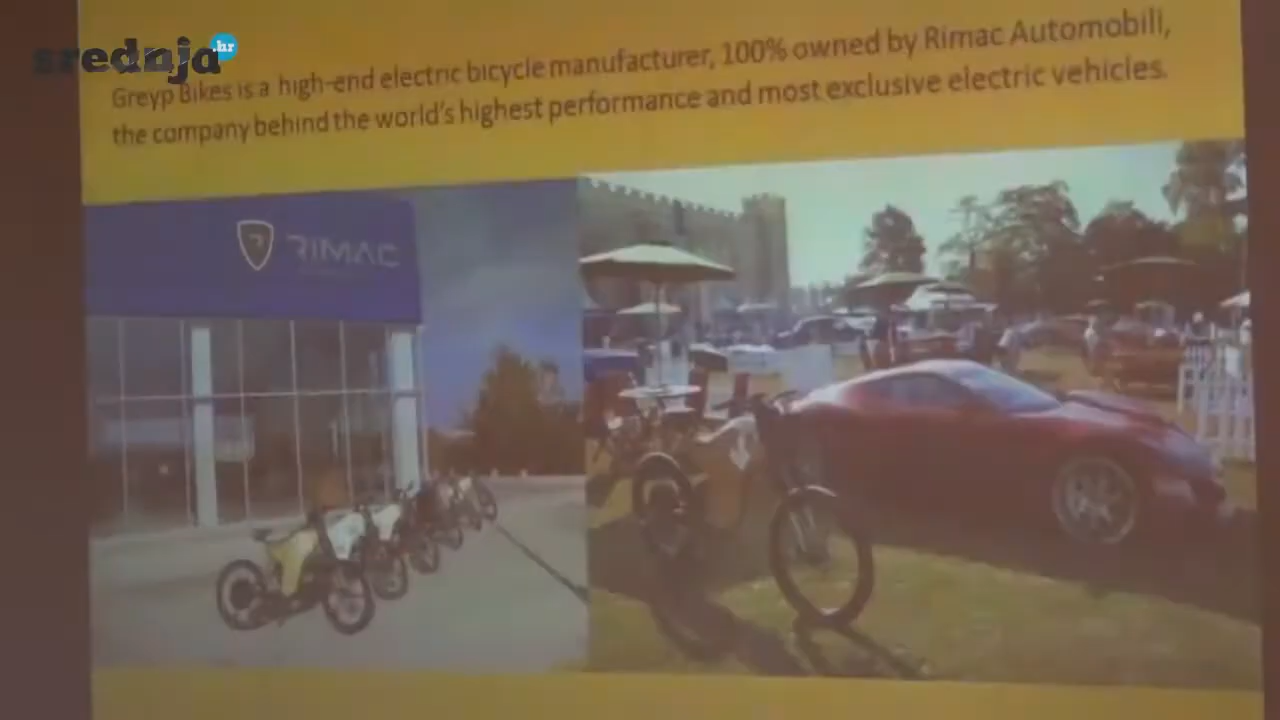 srednja.hr
Greyp Bikes is a high-end electric bicycle manufacturer, 100% owned by Rimac Automobili,
the company behind the world's highest performance and most exclusive electric vehicles.
RIMAC